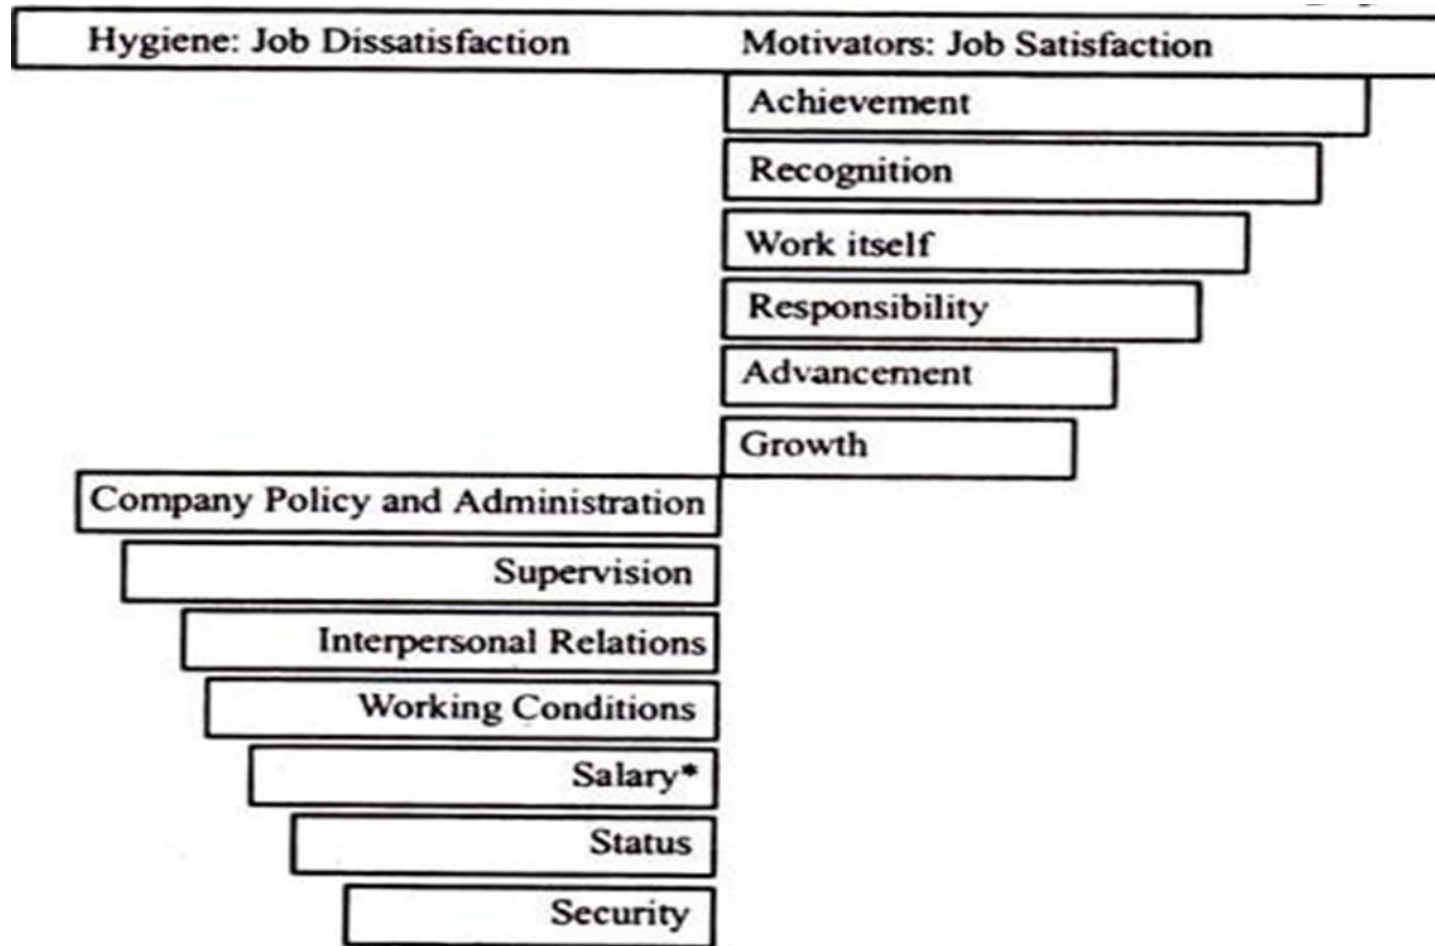 Hygiene: Job Dissatisfaction Motivators: Job Satisfaction
Achievement
Recognition
Work itself
Responsibility
Advancement
Growth
Company Policy and Administration
Supervision
Interpersonal Relations
Working Conditions
Salary*
Status
Security